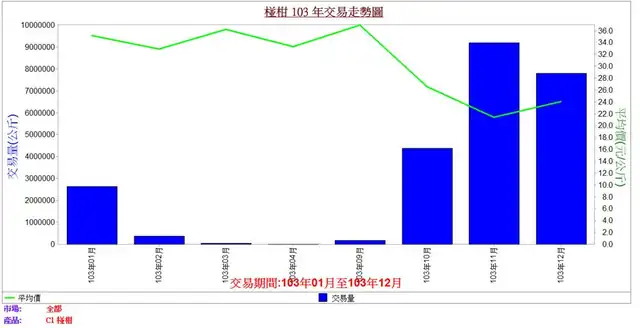 椪柑 103 年交易走勢圖
交易量(公斤)
10000000
9000000
8000000
7000000
6000000
5000000
4000000
3000000
2000000
1000000
0
36.0
34.0
32.0
30.0
28.0
26.0
24.0
22.0
20.0
18.0
16.0
14.0
12.0
10.0
8.0
6.0
4.0
2.0
0.0
平均價(元/公斤)
103年01月
103年02月
103年03月
103年04月
103年09月
103年10月
103年11月
103年12月
交易期間:103年01月至103年12月
平均價
交易量
市場: 全部
產品: C1 椪柑